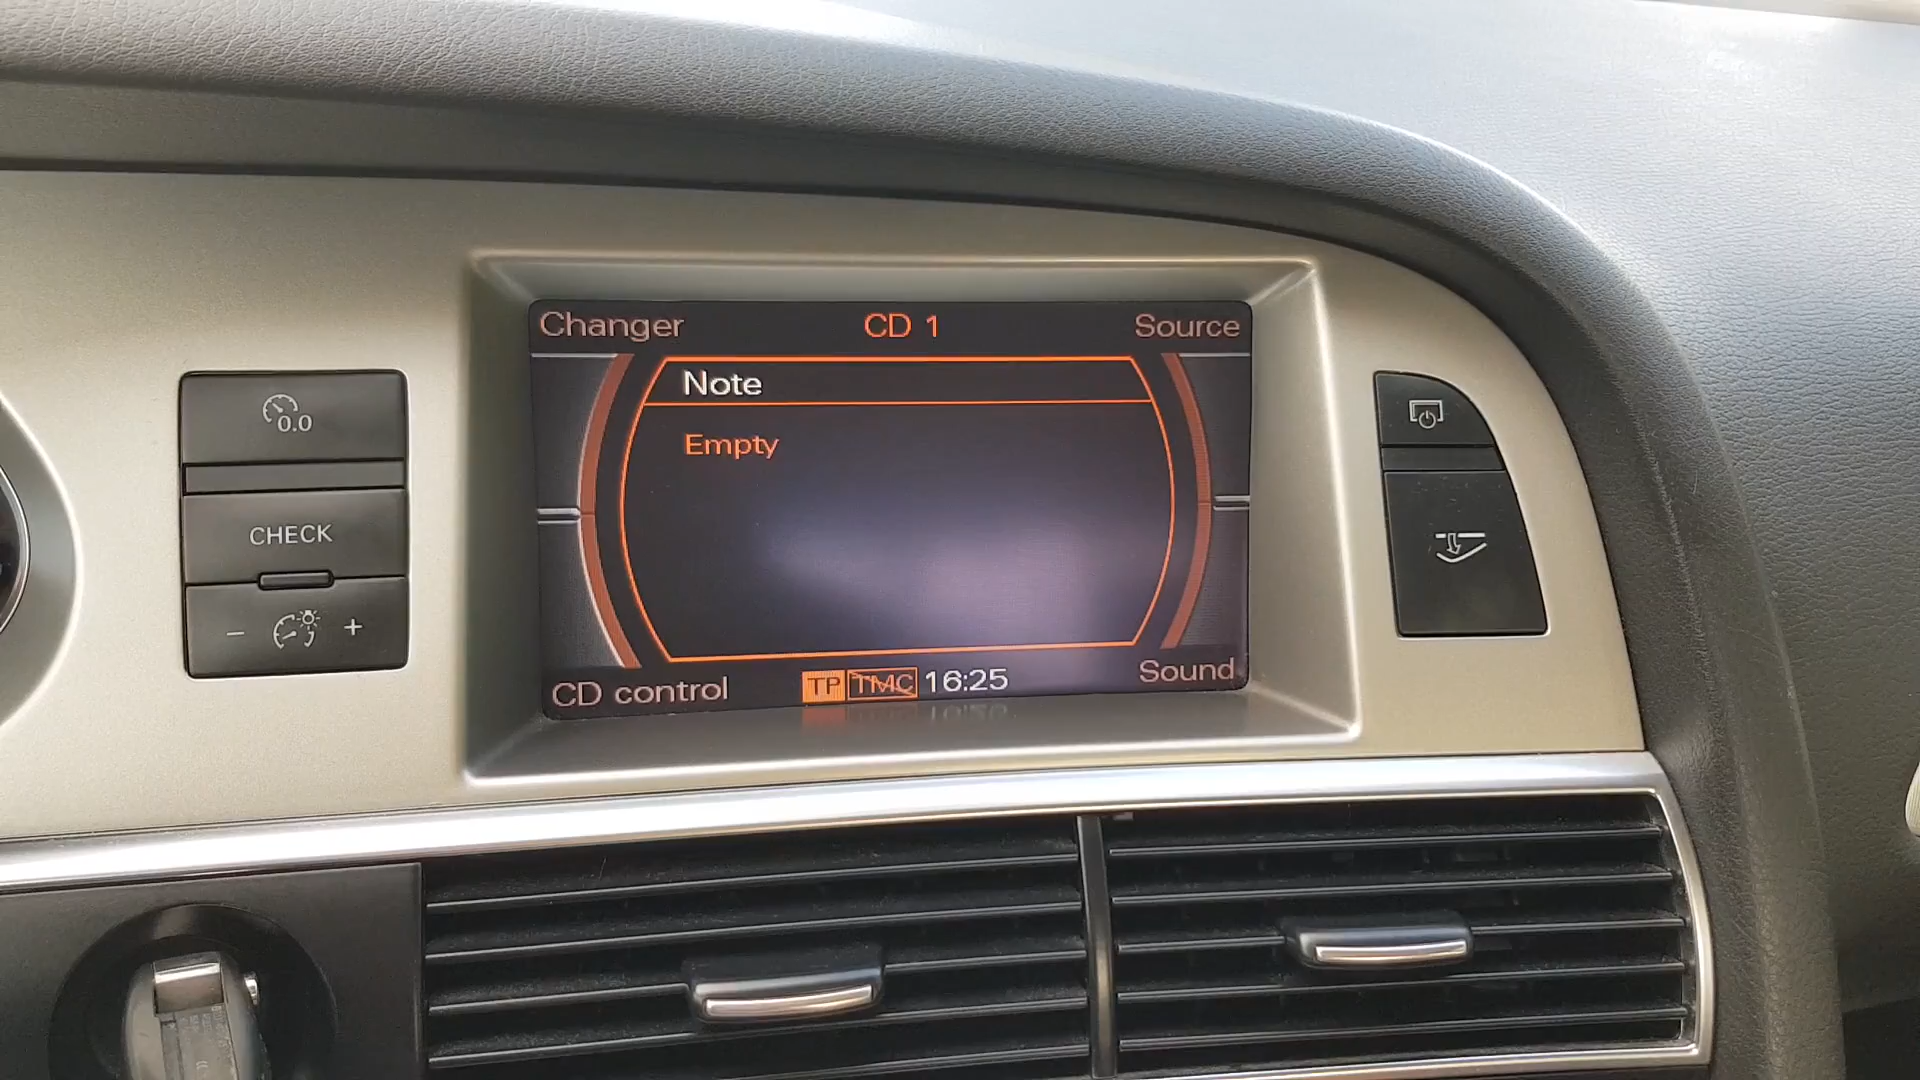 Changer CD 1 Source
Note
Empty
0.0
CHECK
- +
CD control TP TMC 16:25 Sound